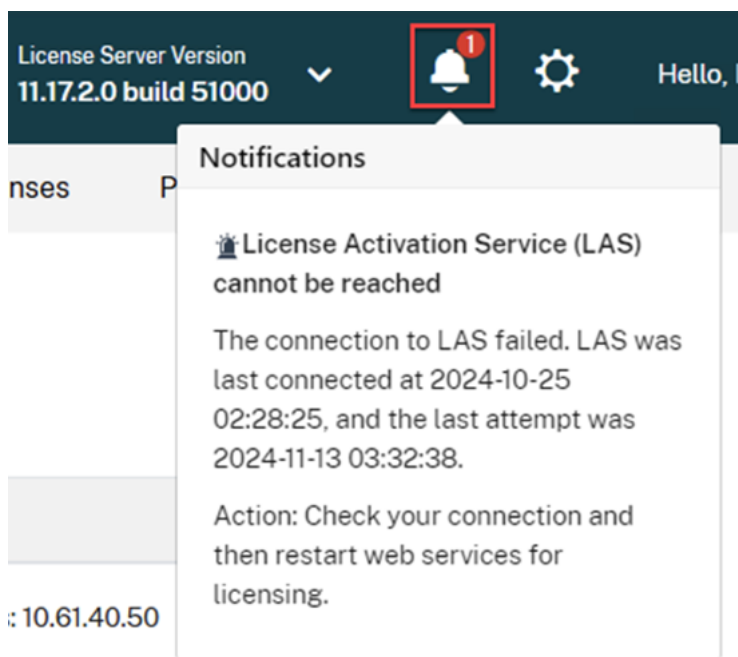 License Server Version
11.17.2.0 build 51000
1
Hello,
Notifications
nses
P
License Activation Service (LAS)
cannot be reached
The connection to LAS failed. LAS was
last connected at 2024-10-25
02:28:25, and the last attempt was
2024-11-13 03:32:38.
Action: Check your connection and
then restart web services for
licensing.
: 10.61.40.50